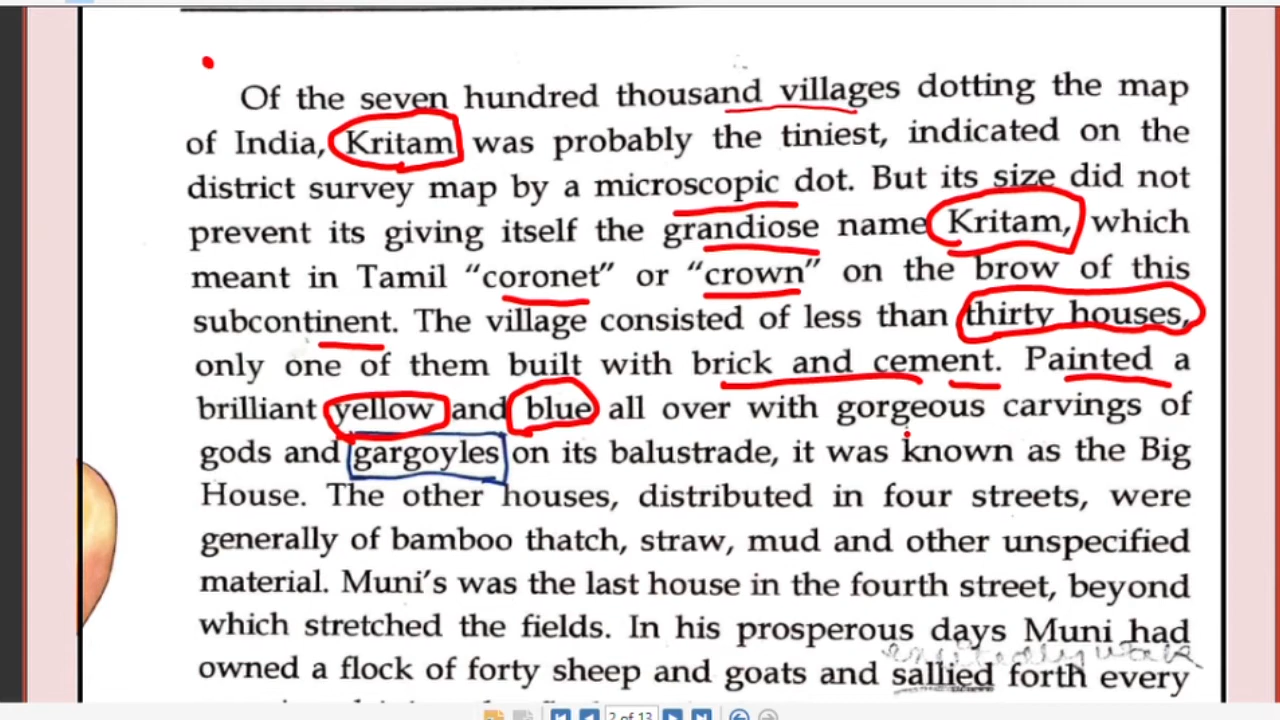 Of the seven hundred thousand villages dotting the map
of India, Kritam was probably the tiniest, indicated on the
district survey map by a microscopic dot. But its size did not
prevent its giving itself the grandiose name Kritam, which
meant in Tamil “coronet” or “crown” on the brow of this
subcontinent. The village consisted of less than thirty houses,
only one of them built with brick and cement. Painted a
brilliant yellow and blue all over with gorgeous carvings of
gods and gargoyles on its balustrade, it was known as the Big
House. The other houses, distributed in four streets, were
generally of bamboo thatch, straw, mud and other unspecified
material. Muni's was the last house in the fourth street, beyond
which stretched the fields. In his prosperous days Muni had
owned a flock of forty sheep and goats and sallied forth every
2 of 13